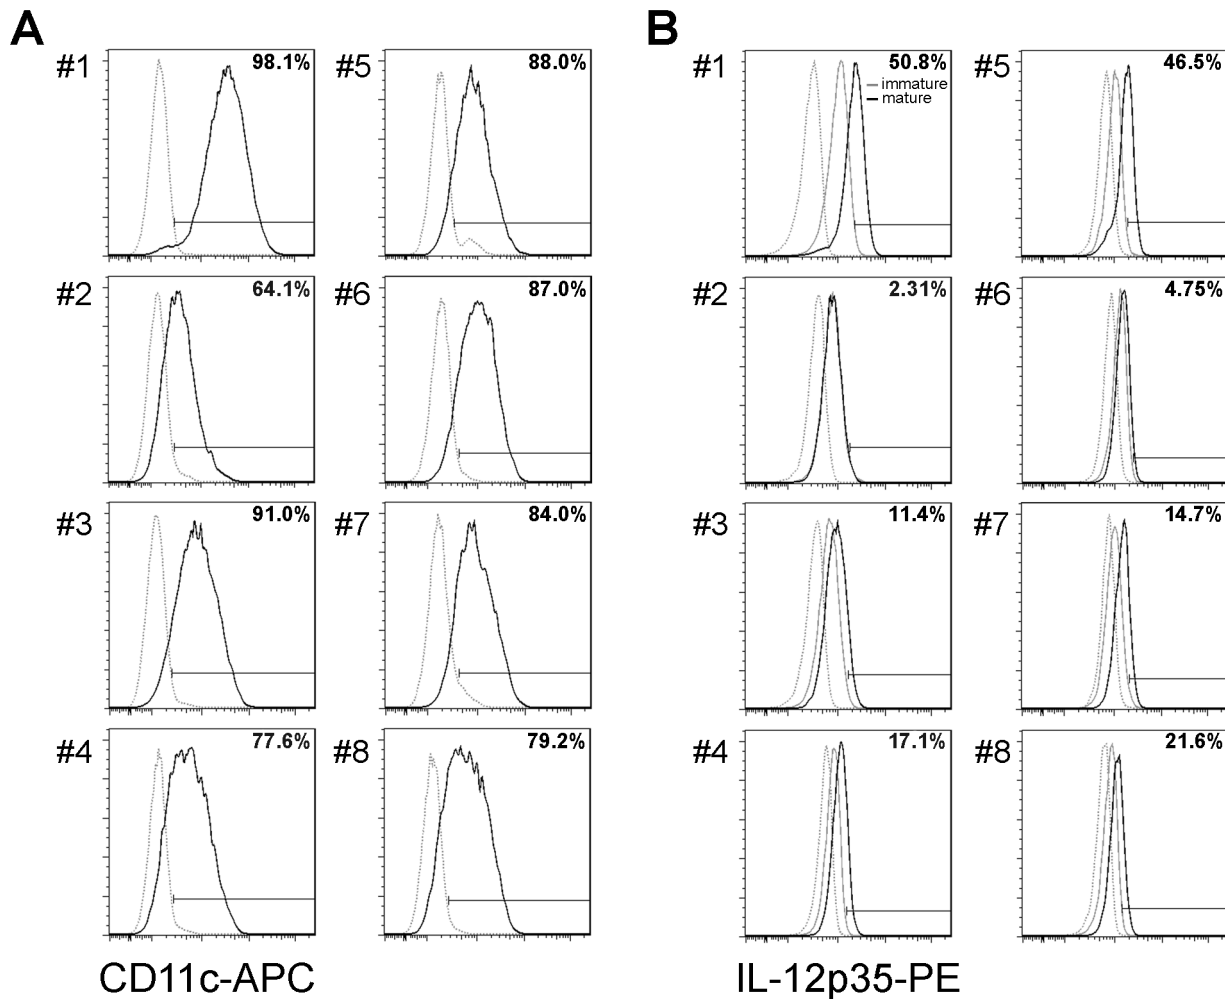 A
B
#1 98.1%
#5 88.0%
#1 50.8%
immature
mature
#5 46.5%
#2 64.1%
#6 87.0%
#2 2.31%
#6 4.75%
#3 91.0%
#7 84.0%
#3 11.4%
#7 14.7%
#4 77.6%
#8 79.2%
#4 17.1%
#8 21.6%
CD11c-APC
IL-12p35-PE